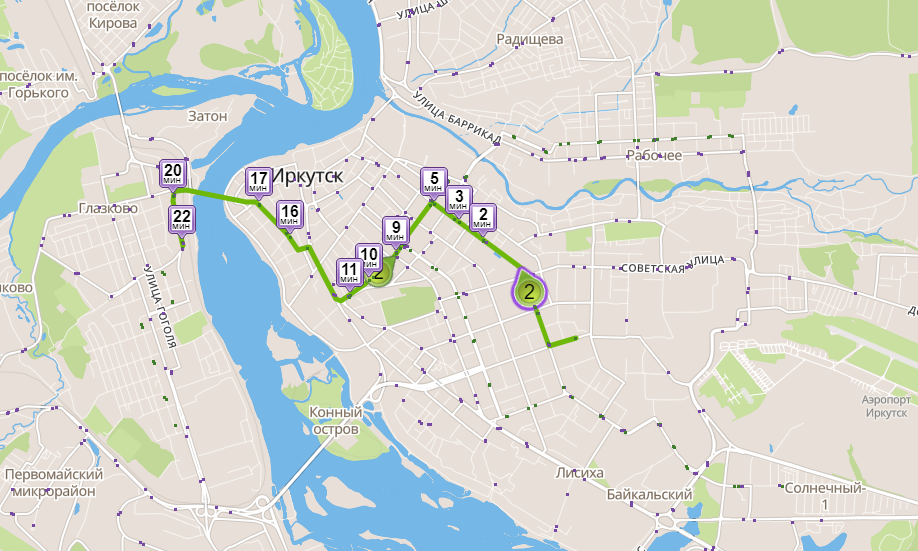 посёлок
Кирова
УЛИЦА Ш
Радищева
посёлок им.
Горького
Затон
УЛИЦА БАРРИКАД
Рабочее
20
мин
17
мин
Иркутск
5
мин
3
мин
Глазково
22
мин
16
мин
2
мин
9
мин
10
мин
11
мин
2
2
СОВЕТСКАЯ УЛИЦА
УЛИЦА ГОГОЛЯ
нково
Аэропорт
Иркутск
Конный
остров
Первомайский
микрорайон
Лисиха
Байкальский
Солнечный-
1